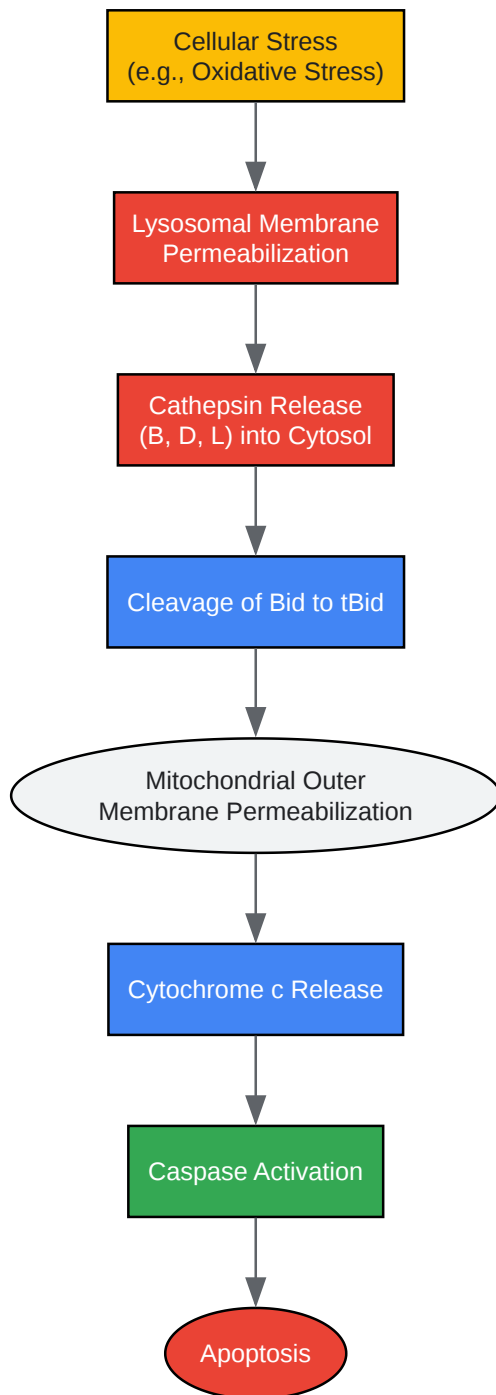 Cellular Stress
(e.g., Oxidative Stress)
Lysosomal Membrane
Permeabilization
Cathepsin Release
(B, D, L) into Cytosol
Cleavage of Bid to tBid
Mitochondrial Outer
Membrane Permeabilization
Cytochrome c Release
Caspase Activation
Apoptosis